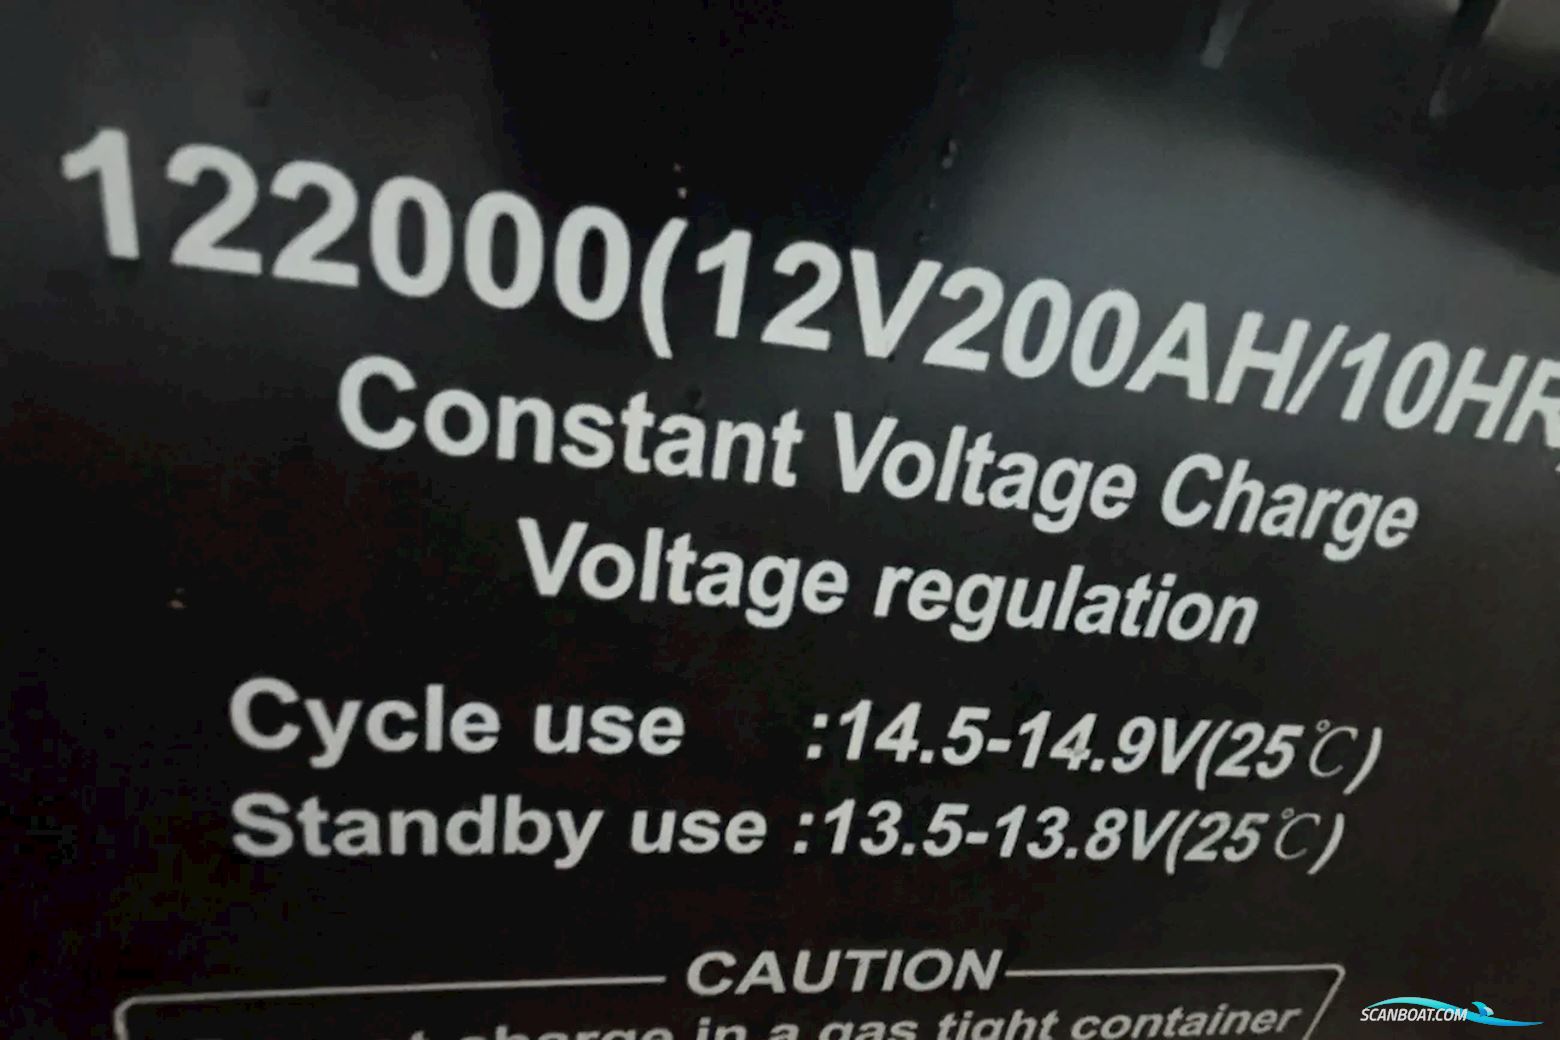 122000(12V200AH/10HR
Constant Voltage Charge
Voltage regulation
Cycle use :14.5-14.9V(25℃)
Standby use :13.5-13.8V(25℃)
CAUTION
charge in a gas tight container
SCANBOAT.COM